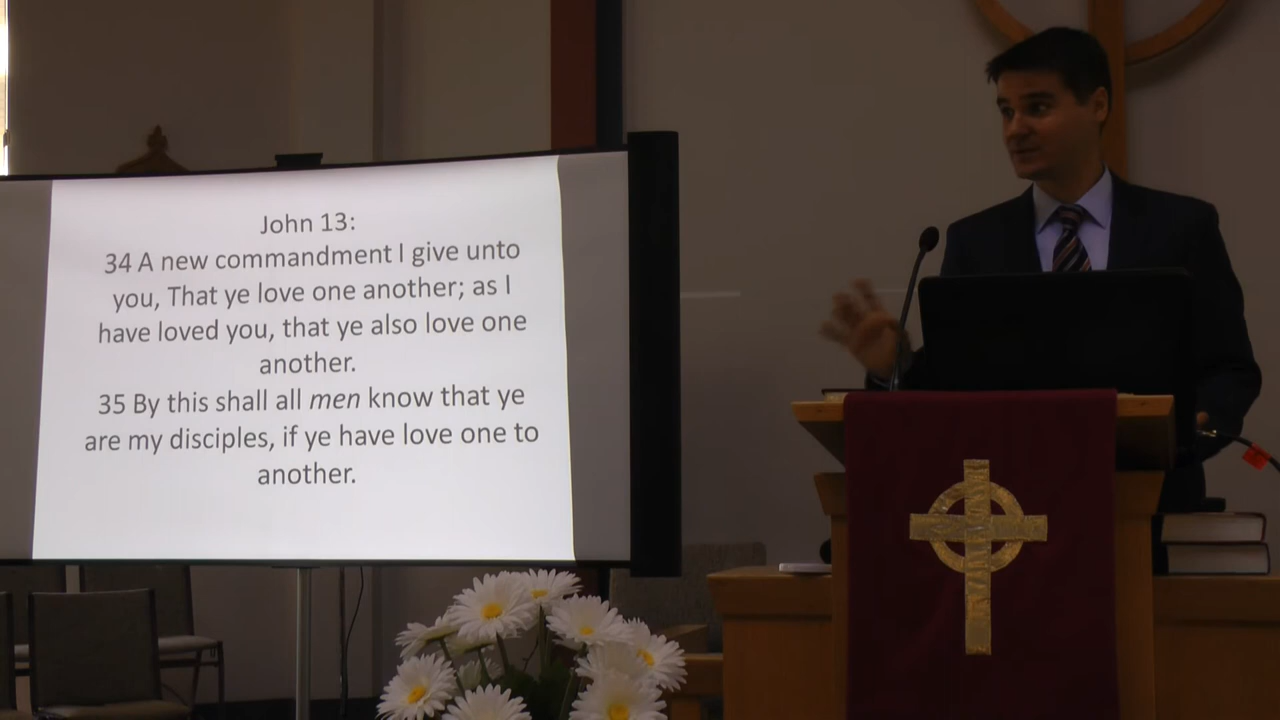 John 13:
34 A new commandment I give unto
you, That ye love one another; as I
have loved you, that ye also love one
another.
35 By this shall all men know that ye
are my disciples, if ye have love one to
another.